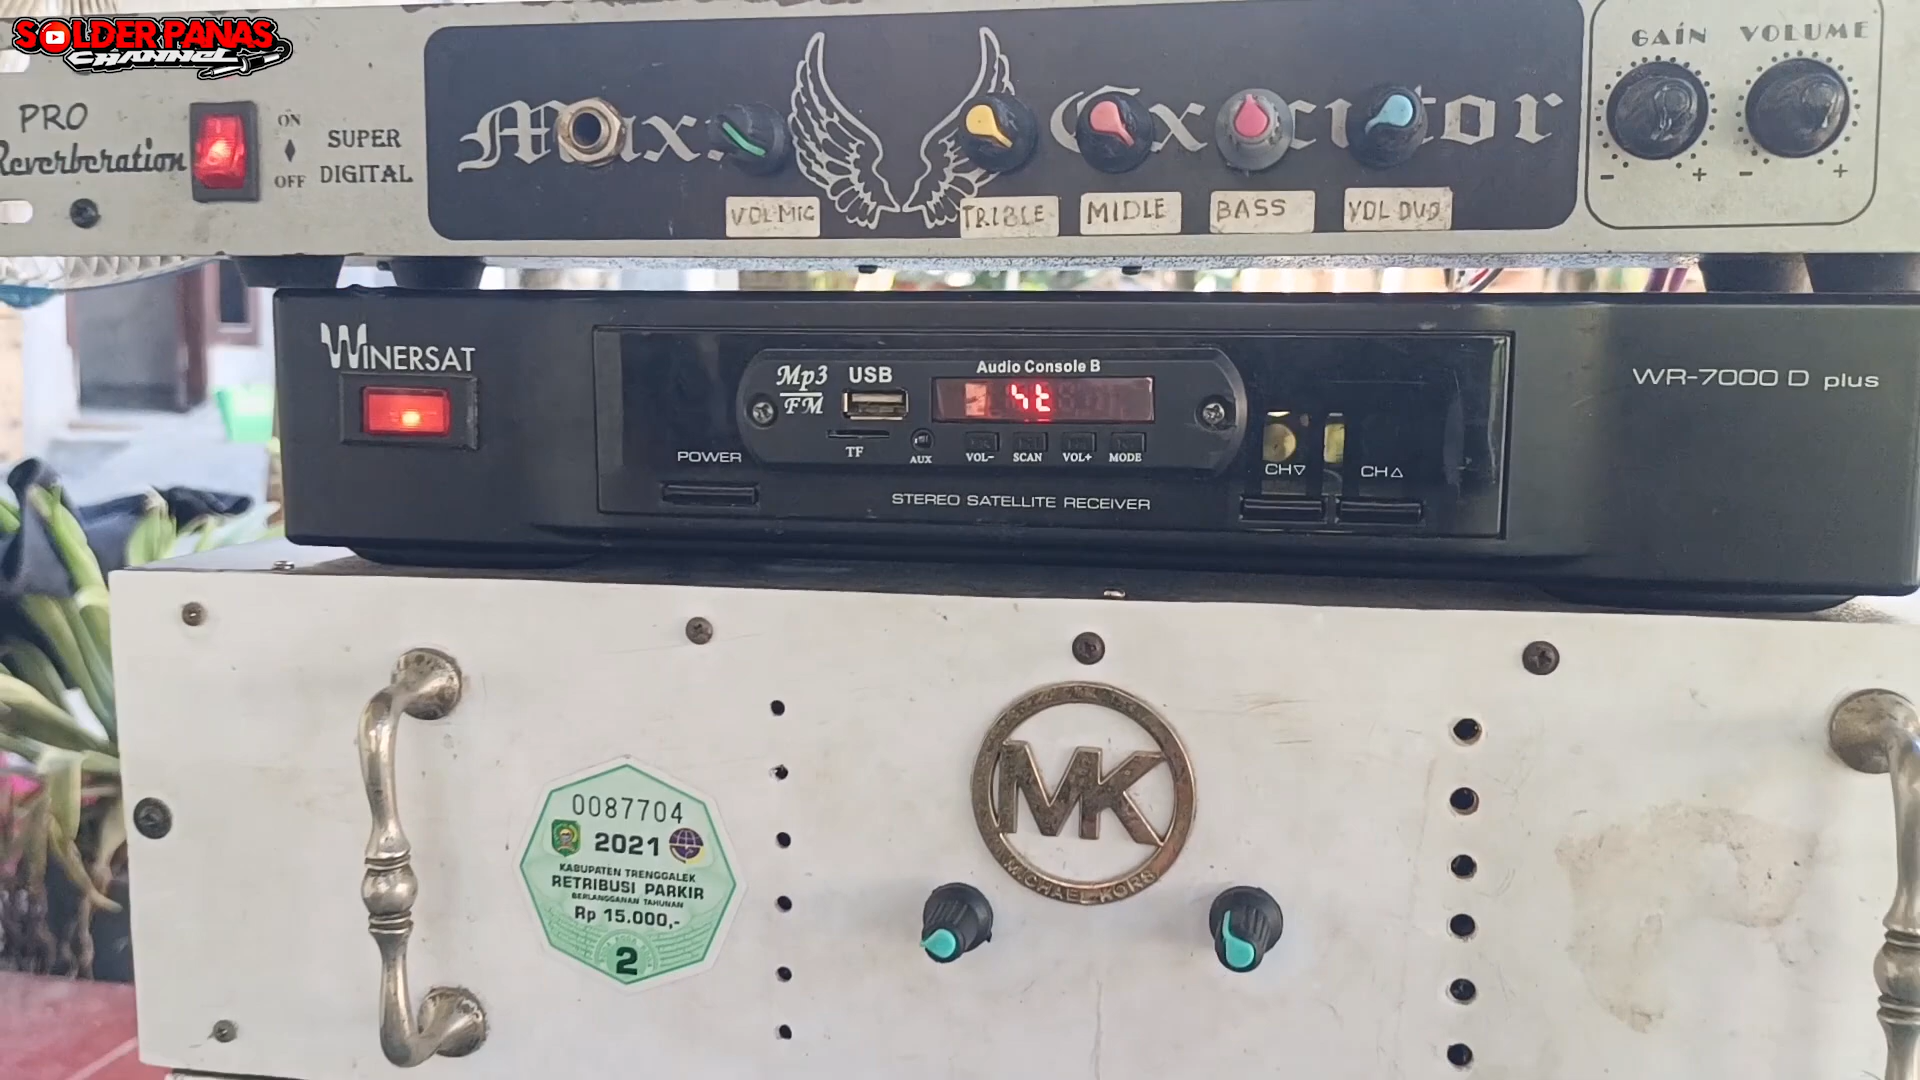 SOLDER PANAS
CHANNEL
PRO
Reverberation
ON
OFF
SUPER
DIGITAL
Maxx Excitor
VOL MIC
TRIBLE
MIDLE
BASS
VOL DVD
GAIN
VOLUME
- +
- +
WINERSAT
Mp3
FM
USB
TF
Audio Console B
AUX
VOL-
SCAN
VOL+
MODE
POWER
STEREO SATELLITE RECEIVER
CH▽
CH△
WR-7000 D plus
0087704
2021
KABUPATEN TRENGGALEK
RETRIBUSI PARKIR
BERLANGGANAN TAHUNAN
Rp 15.000,-
2
MK
MICHAEL KORS